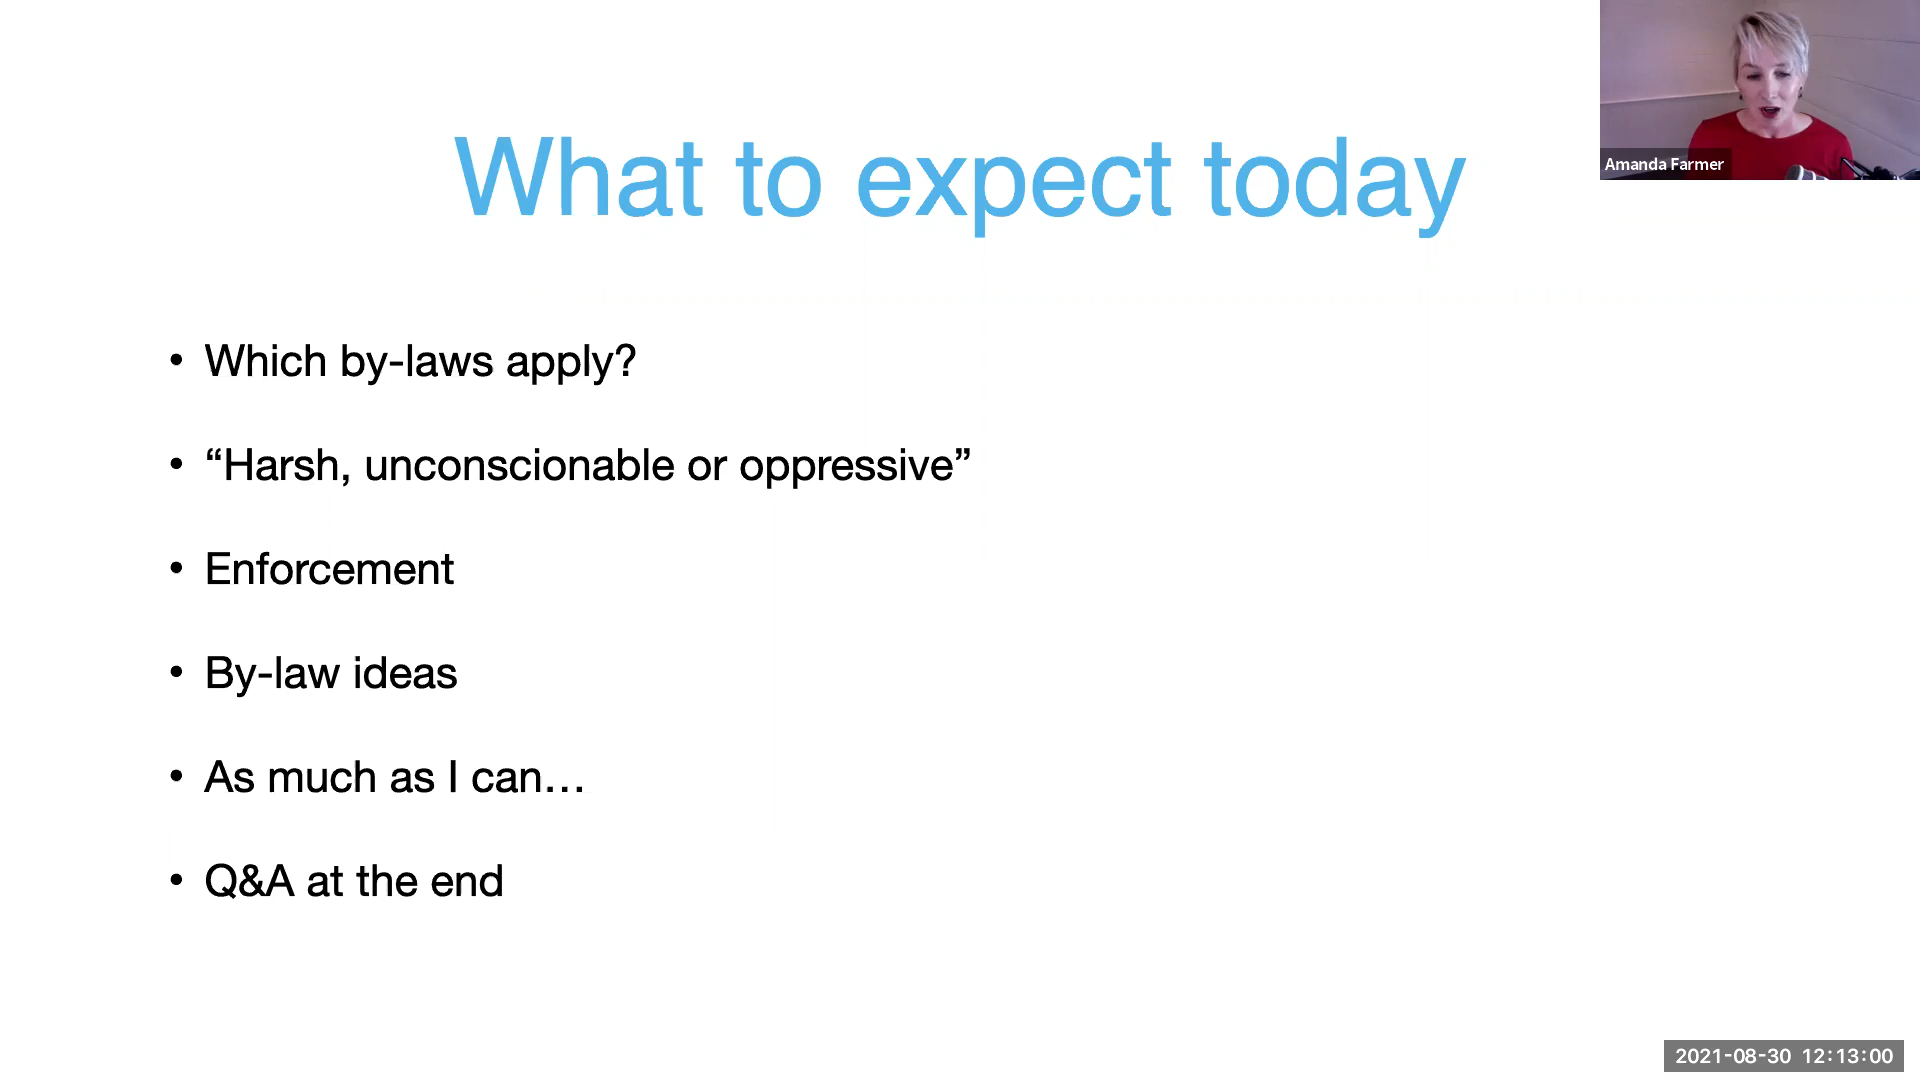 Amanda Farmer
What to expect today
• Which by-laws apply?
• “Harsh, unconscionable or oppressive”
• Enforcement
• By-law ideas
• As much as I can…
• Q&A at the end
2021-08-30 12:13:00